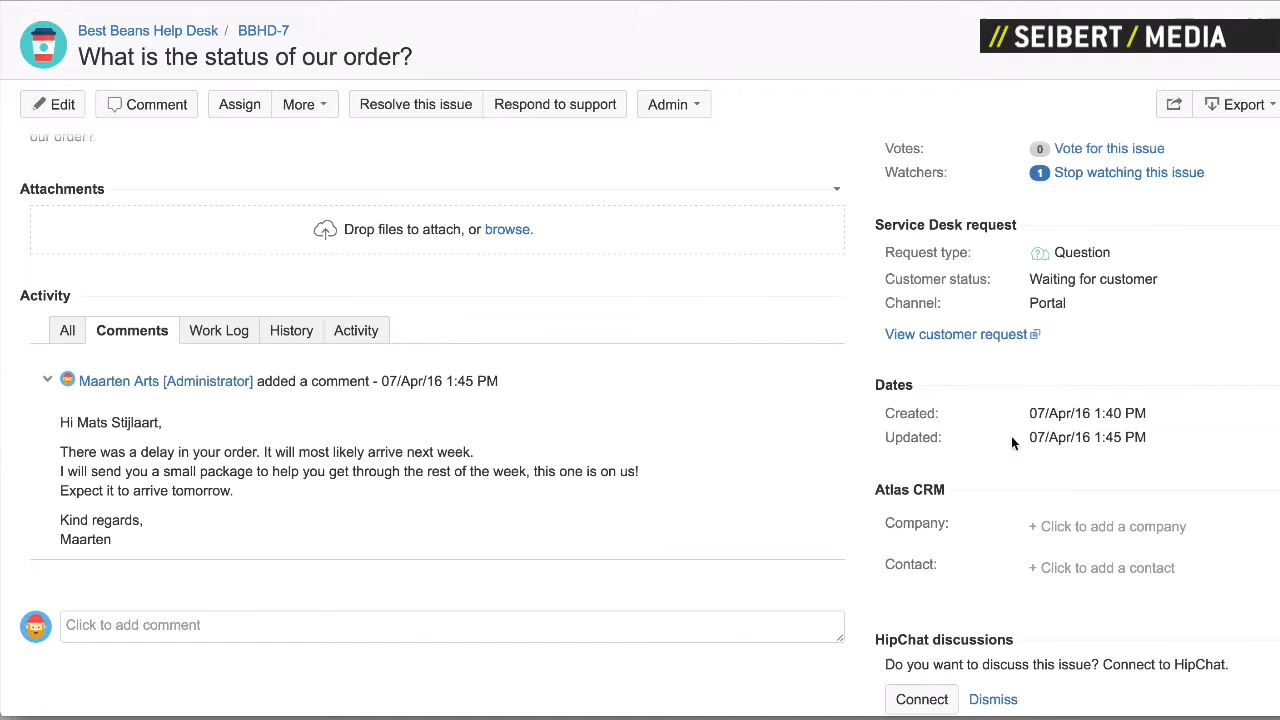 Best Beans Help Desk / BBHD-7
What is the status of our order?
// SEIBERT / MEDIA
Edit Comment Assign More Resolve this issue Respond to support Admin Export
our order?
Attachments
Drop files to attach, or browse.
Activity
All Comments Work Log History Activity
Maarten Arts [Administrator] added a comment - 07/Apr/16 1:45 PM
Hi Mats Stijlaart,
There was a delay in your order. It will most likely arrive next week.
I will send you a small package to help you get through the rest of the week, this one is on us!
Expect it to arrive tomorrow.
Kind regards,
Maarten
Click to add comment
Votes: 0 Vote for this issue
Watchers: 1 Stop watching this issue
Service Desk request
Request type: Question
Customer status: Waiting for customer
Channel: Portal
View customer request
Dates
Created: 07/Apr/16 1:40 PM
Updated: 07/Apr/16 1:45 PM
Atlas CRM
Company: + Click to add a company
Contact: + Click to add a contact
HipChat discussions
Do you want to discuss this issue? Connect to HipChat.
Connect Dismiss